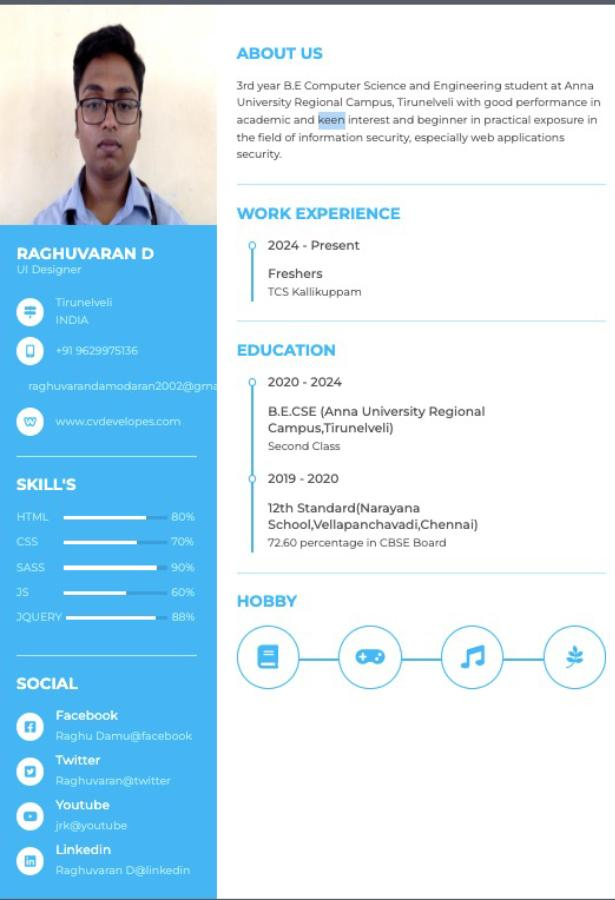 RAGHUVARAN D
UI Designer
Tirunelveli
INDIA
+91 9629975136
raghuvarandamodaran2002@gma
www.cvdevelopes.com
SKILL'S
HTML 80%
CSS 70%
SASS 90%
JS 60%
JQUERY 88%
SOCIAL
Facebook
Raghu Damu@facebook
Twitter
Raghuvaran@twitter
Youtube
jrk@youtube
Linkedin
Raghuvaran D@linkedin
ABOUT US
3rd year B.E Computer Science and Engineering student at Anna
University Regional Campus, Tirunelveli with good performance in
academic and keen interest and beginner in practical exposure in
the field of information security, especially web applications
security.
WORK EXPERIENCE
2024 - Present
Freshers
TCS Kallikuppam
EDUCATION
2020 - 2024
B.E.CSE (Anna University Regional
Campus,Tirunelveli)
Second Class
2019 - 2020
12th Standard(Narayana
School,Vellapanchavadi,Chennai)
72.60 percentage in CBSE Board
HOBBY